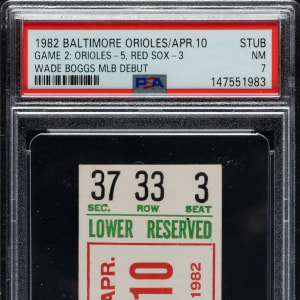 1982 BALTIMORE ORIOLES/APR.10 STUB
GAME 2: ORIOLES - 5, RED SOX - 3 NM
WADE BOGGS MLB DEBUT 7
PSA 147551983
37 33 3
SEC. ROW SEAT
LOWER RESERVED
APR.
10
1982